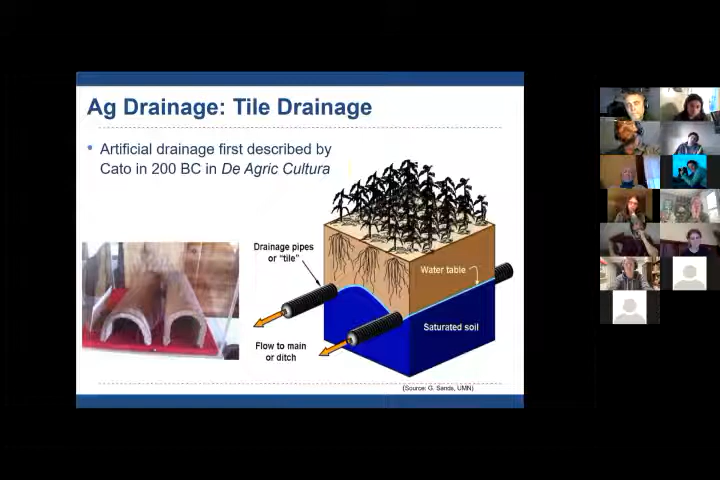 Ag Drainage: Tile Drainage
• Artificial drainage first described by
Cato in 200 BC in De Agric Cultura
Drainage pipes
or "tile"
Water table
Saturated soil
Flow to main
or ditch
(Source: G. Sands, UMN)